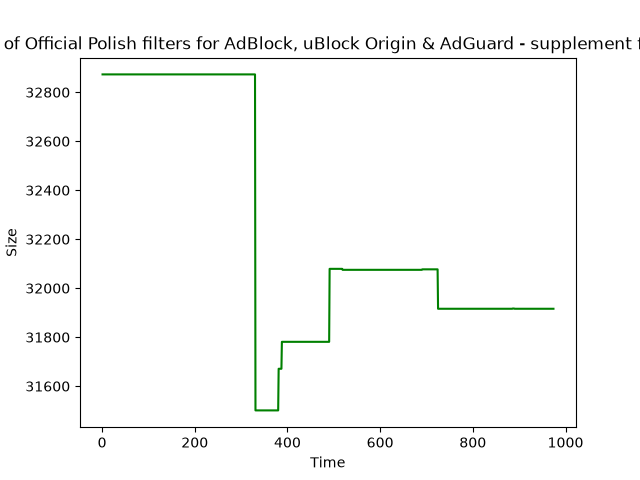 of Official Polish filters for AdBlock, uBlock Origin & AdGuard - supplement
32800
32600
32400
32200
32000
31800
31600
Size
0 200 400 600 800 1000
Time